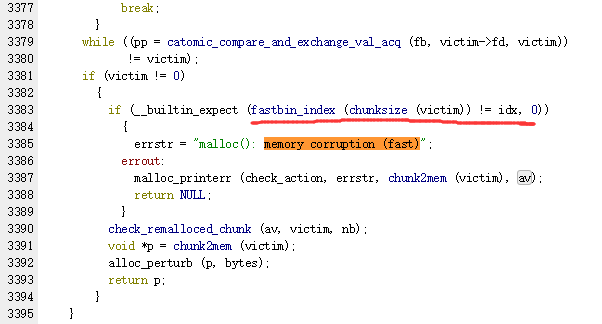 3377 break;
3378 }
3379 while ((pp = catomic_compare_and_exchange_val_acq (fb, victim->fd, victim))
3380 != victim);
3381 if (victim != 0)
3382 {
3383 if (__builtin_expect (fastbin_index (chunksize (victim)) != idx, 0))
3384 {
3385 errstr = "malloc(): memory corruption (fast)";
3386 errout:
3387 malloc_printerr (check_action, errstr, chunk2mem (victim), av);
3388 return NULL;
3389 }
3390 check_remalloced_chunk (av, victim, nb);
3391 void *p = chunk2mem (victim);
3392 alloc_perturb (p, bytes);
3393 return p;
3394 }
3395 }